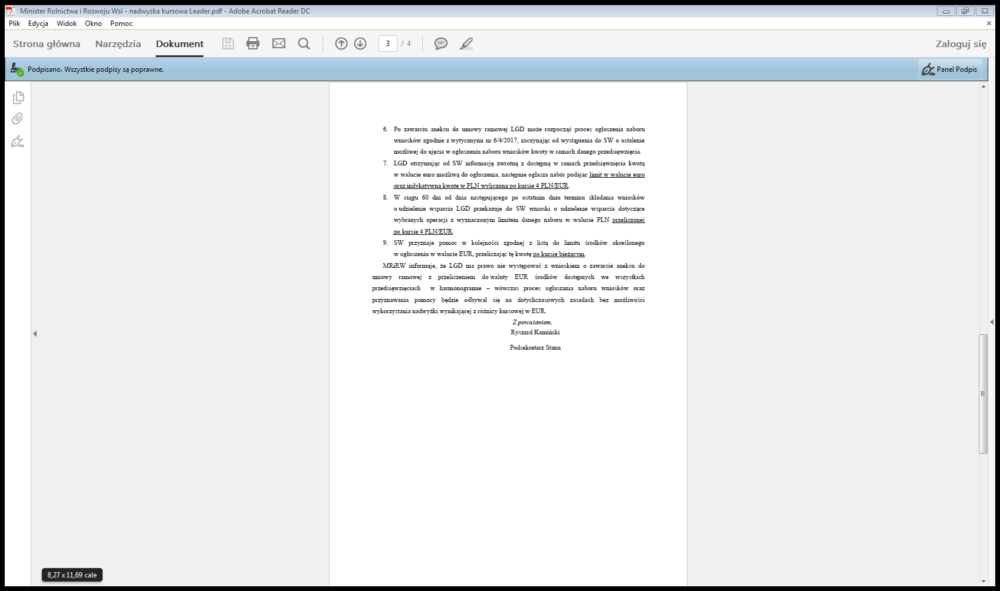 Minister Rolnictwa i Rozwoju Wsi - nadwyżka kursowa Leader.pdf - Adobe Acrobat Reader DC
Plik Edycja Widok Okno Pomoc
Strona główna Narzędzia Dokument 3 / 4 Zaloguj się
Podpisano. Wszystkie podpisy są poprawne. Panel Podpis
6. Po zawarciu aneksu do umowy ramowej LGD może rozpocząć proces ogłoszenia naboru
wniosków zgodnie z wytycznymi nr 6/4/2017, zaczynając od wystąpienia do SW o ustalenie
możliwej do ujęcia w ogłoszeniu naboru wniosków kwoty w ramach danego przedsięwzięcia.
7. LGD otrzymując od SW informację zwrotną z dostępną w ramach przedsięwzięcia kwotą
w walucie euro możliwą do ogłoszenia, następnie ogłasza nabór podając limit w walucie euro
oraz indykatywną kwotę w PLN wyliczoną po kursie 4 PLN/EUR.
8. W ciągu 60 dni od dnia następującego po ostatnim dniu terminu składania wniosków
o udzielenie wsparcia LGD przekazuje do SW wnioski o udzielenie wsparcia dotyczące
wybranych operacji z wyznaczonym limitem danego naboru w walucie PLN przeliczonej
po kursie 4 PLN/EUR.
9. SW przyznaje pomoc w kolejności zgodnej z listą do limitu środków określonego
w ogłoszeniu w walucie EUR, przeliczając tę kwotę po kursie bieżącym.
MRiRW informuje, że LGD ma prawo nie występować z wnioskiem o zawarcie aneksu do
umowy ramowej z przeliczeniem do waluty EUR środków dostępnych we wszystkich
przedsięwzięciach w harmonogramie – wówczas proces ogłaszania naboru wniosków oraz
przyznawania pomocy będzie odbywał się na dotychczasowych zasadach bez możliwości
wykorzystania nadwyżki wynikającej z różnicy kursowej w EUR.
Z poważaniem,
Ryszard Kamiński
Podsekretarz Stanu
8,27 x 11,69 cale